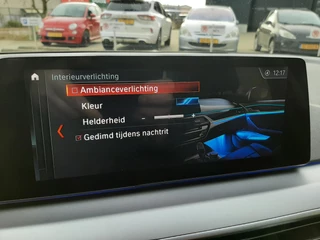 Interieurverlichting
12:17
Ambianceverlichting
Kleur
Helderheid
Gedimd tijdens nachtrit